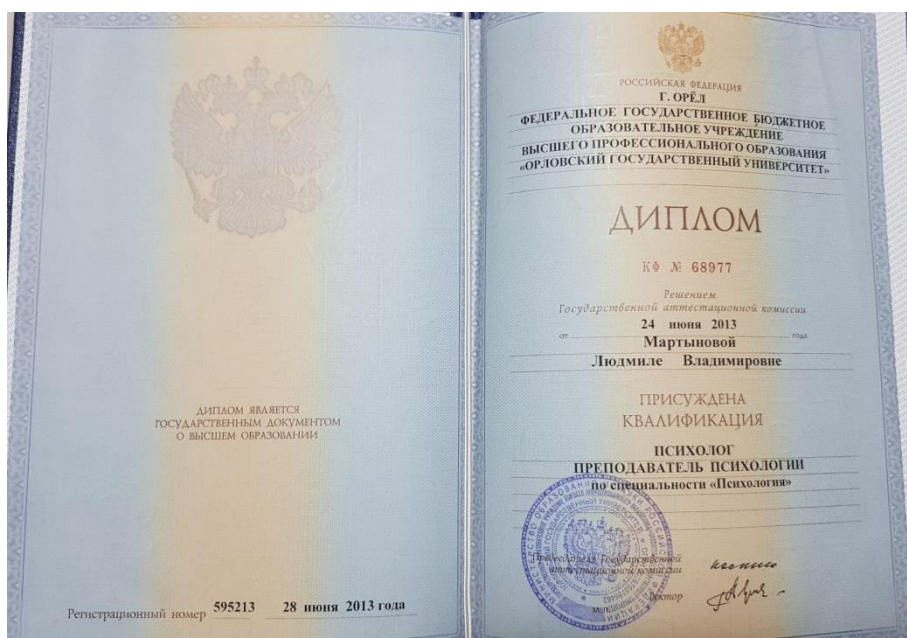 ДИПЛОМ ЯВЛЯЕТСЯ
ГОСУДАРСТВЕННЫМ ДОКУМЕНТОМ
О ВЫСШЕМ ОБРАЗОВАНИИ
Регистрационный номер 595213 28 июня 2013 года
РОССИЙСКАЯ ФЕДЕРАЦИЯ
Г. ОРЁЛ
ФЕДЕРАЛЬНОЕ ГОСУДАРСТВЕННОЕ БЮДЖЕТНОЕ
ОБРАЗОВАТЕЛЬНОЕ УЧРЕЖДЕНИЕ
ВЫСШЕГО ПРОФЕССИОНАЛЬНОГО ОБРАЗОВАНИЯ
«ОРЛОВСКИЙ ГОСУДАРСТВЕННЫЙ УНИВЕРСИТЕТ»
ДИПЛОМ
КФ № 68977
Решением
Государственной аттестационной комиссии
от 24 июня 2013 года
Мартыновой
Людмиле Владимировне
ПРИСУЖДЕНА
КВАЛИФИКАЦИЯ
ПСИХОЛОГ
ПРЕПОДАВАТЕЛЬ ПСИХОЛОГИИ
по специальности «Психология»
Председатель Государственной
аттестационной комиссии
Ректор